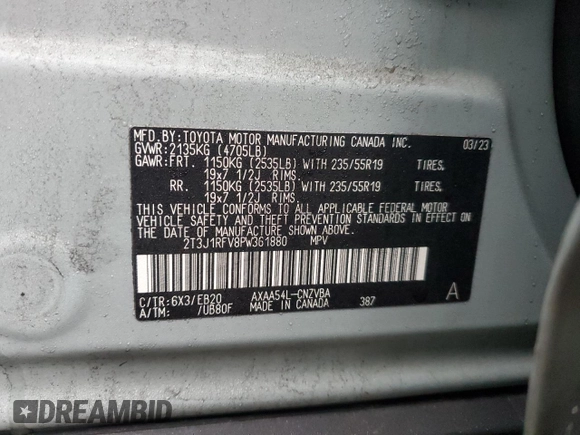 MFD.BY:TOYOTA MOTOR MANUFACTURING CANADA INC. 03/23
GVWR:2135KG (4705LB)
GAWR:FRT. 1150KG (2535LB) WITH 235/55R19 TIRES.
19x7 1/2J RIMS.
RR. 1150KG (2535LB) WITH 235/55R19 TIRES.
19x7 1/2J RIMS.
THIS VEHICLE CONFORMS TO ALL APPLICABLE FEDERAL MOTOR
VEHICLE SAFETY AND THEFT PREVENTION STANDARDS IN EFFECT
ON THE DATE OF MANUFACTURE SHOWN ABOVE.
2T3J1RFV8PW361880 MPV
C/TR:6X3/EB20 AXAA54L-CNZVBA
A/TM: /UB80F MADE IN CANADA 387 A
DREAMBID